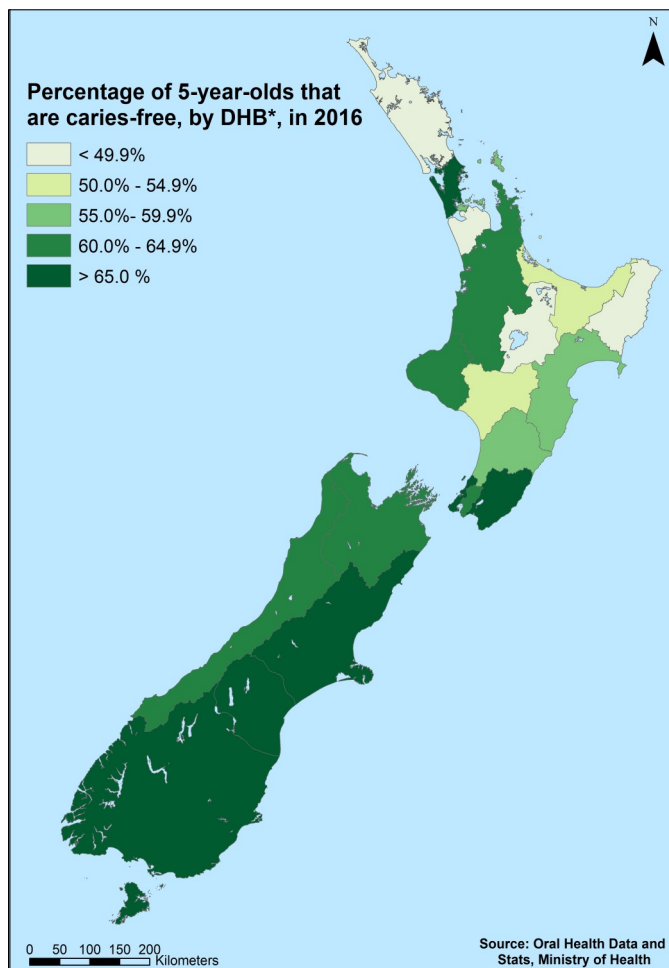 N
Percentage of 5-year-olds that
are caries-free, by DHB*, in 2016
< 49.9%
50.0% - 54.9%
55.0%- 59.9%
60.0% - 64.9%
> 65.0 %
0 50 100 150 200
Kilometers
Source: Oral Health Data and
Stats, Ministry of Health